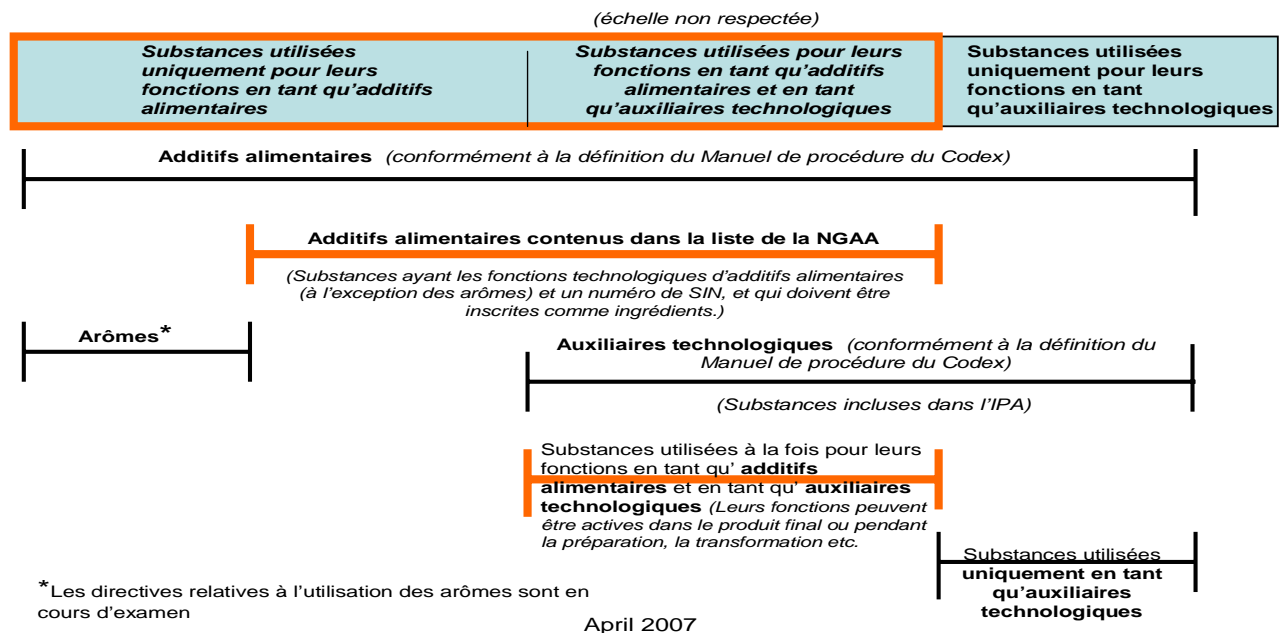 (échelle non respectée)
Substances utilisées
uniquement pour leurs
fonctions en tant qu'additifs
alimentaires
Substances utilisées pour leurs
fonctions en tant qu'additifs
alimentaires et en tant
qu'auxiliaires technologiques
Substances utilisées
uniquement pour leurs
fonctions en tant
qu'auxiliaires technologiques
Additifs alimentaires (conformément à la définition du Manuel de procédure du Codex)
Additifs alimentaires contenus dans la liste de la NGAA
(Substances ayant les fonctions technologiques d'additifs alimentaires
(à l'exception des arômes) et un numéro de SIN, et qui doivent être
inscrites comme ingrédients.)
Arômes*
Auxiliaires technologiques (conformément à la définition du
Manuel de procédure du Codex)
(Substances incluses dans l'IPA)
Substances utilisées à la fois pour leurs
fonctions en tant qu' additifs
alimentaires et en tant qu' auxiliaires
technologiques (Leurs fonctions peuvent
être actives dans le produit final ou pendant
la préparation, la transformation etc.
Substances utilisées
uniquement en tant
qu'auxiliaires
technologiques
*Les directives relatives à l'utilisation des arômes sont en
cours d'examen
April 2007